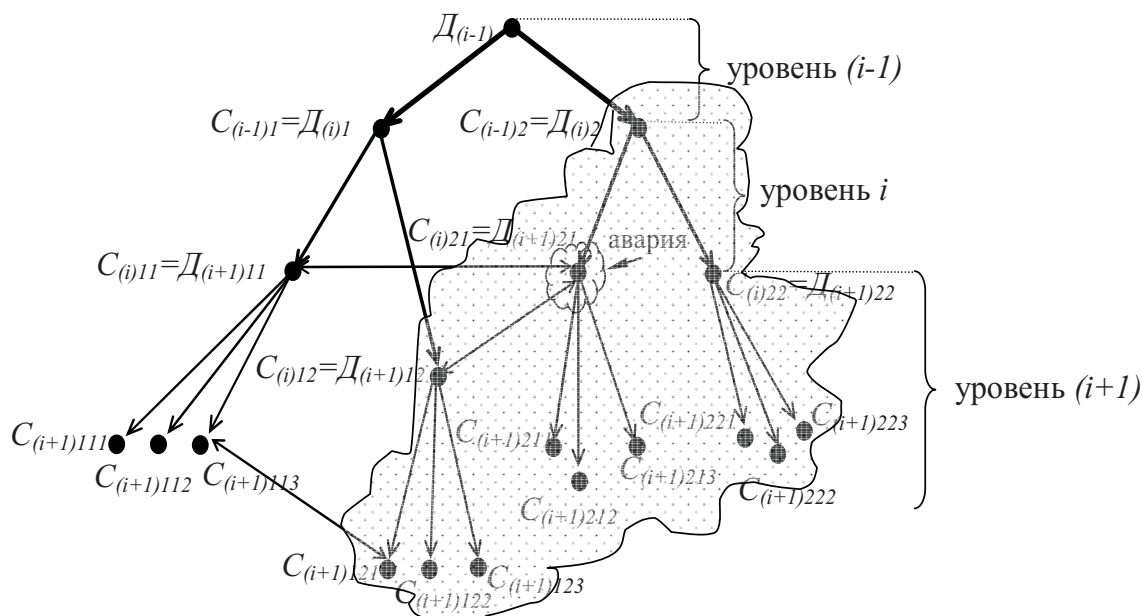 Д(i-1)
уровень (i-1)
C(i-1)1=Д(i)1
C(i-1)2=Д(i)2
уровень i
C(i)21=Д(i+1)21
авария
C(i)11=Д(i+1)11
C(i)22=Д(i+1)22
C(i)12=Д(i+1)12
уровень (i+1)
C(i+1)111
C(i+1)112
C(i+1)113
C(i+1)211
C(i+1)212
C(i+1)213
C(i+1)221
C(i+1)222
C(i+1)223
C(i+1)121
C(i+1)122
C(i+1)123